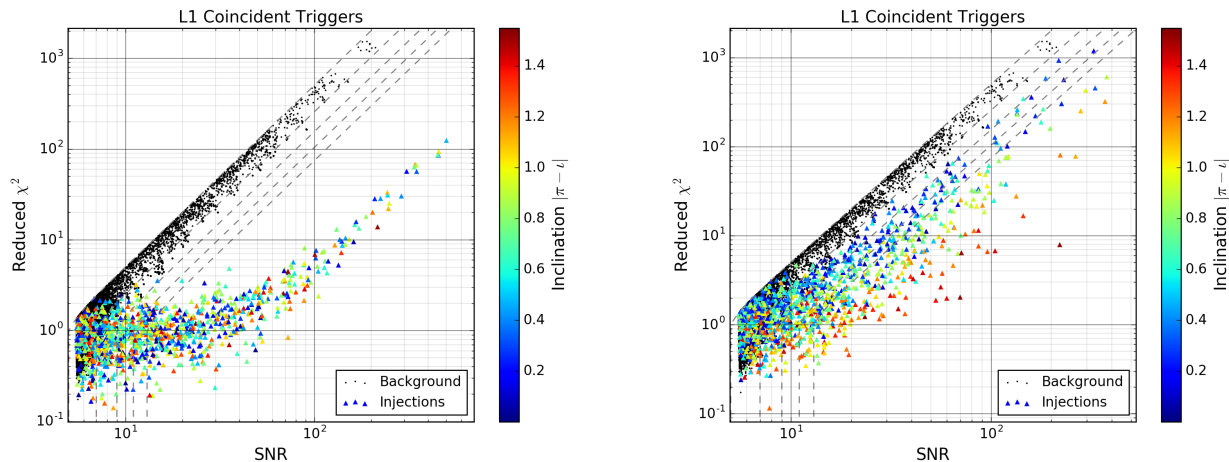 L1 Coincident Triggers
10³
10²
10¹
10⁰
10⁻¹
Reduced χ²
10¹ 10²
SNR
Background
Injections
1.4
1.2
1.0
0.8
0.6
0.4
0.2
Inclination |π − ι|
L1 Coincident Triggers
10³
10²
10¹
10⁰
10⁻¹
Reduced χ²
10¹ 10²
SNR
Background
Injections
1.4
1.2
1.0
0.8
0.6
0.4
0.2
Inclination |π − ι|